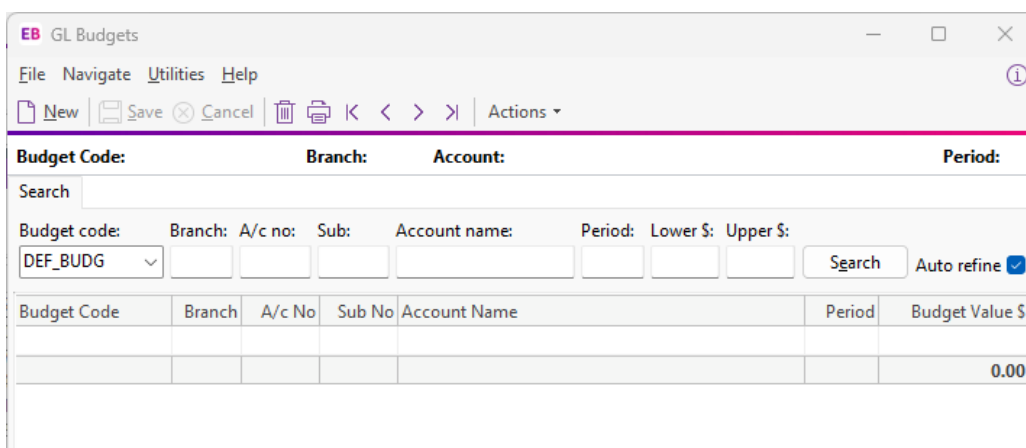 EB GL Budgets
File Navigate Utilities Help
New Save Cancel Actions
Budget Code: Branch: Account: Period:
Search
Budget code: Branch: A/c no: Sub: Account name: Period: Lower $: Upper $:
DEF_BUDG Search Auto refine
Budget Code Branch A/c No Sub No Account Name Period Budget Value $
0.00